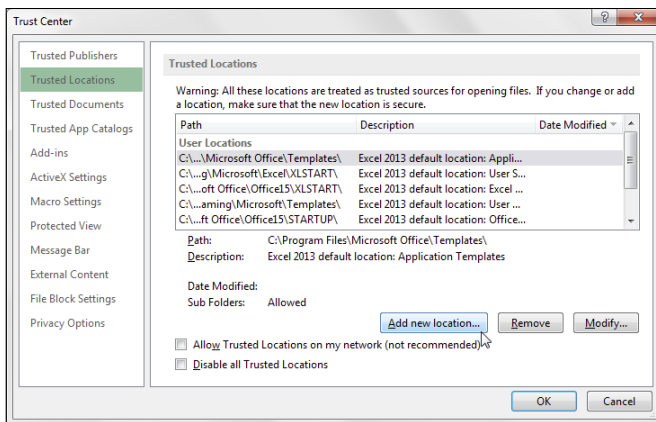 Trust Center
Trusted Publishers
Trusted Locations
Trusted Documents
Trusted App Catalogs
Add-ins
ActiveX Settings
Macro Settings
Protected View
Message Bar
External Content
File Block Settings
Privacy Options
Trusted Locations
Warning: All these locations are treated as trusted sources for opening files. If you change or add
a location, make sure that the new location is secure.
Path Description Date Modified
User Locations
C:\...\Microsoft Office\Templates\ Excel 2013 default location: Appli...
C:\...g\Microsoft\Excel\XLSTART\ Excel 2013 default location: User S...
C:\...oft Office\Office15\XLSTART\ Excel 2013 default location: Excel ...
C:\...aming\Microsoft\Templates\ Excel 2013 default location: User ...
C:\...ft Office\Office15\STARTUP\ Excel 2013 default location: Office...
Path: C:\Program Files\Microsoft Office\Templates\
Description: Excel 2013 default location: Application Templates
Date Modified:
Sub Folders: Allowed
Add new location... Remove Modify...
Allow Trusted Locations on my network (not recommended)
Disable all Trusted Locations
OK Cancel